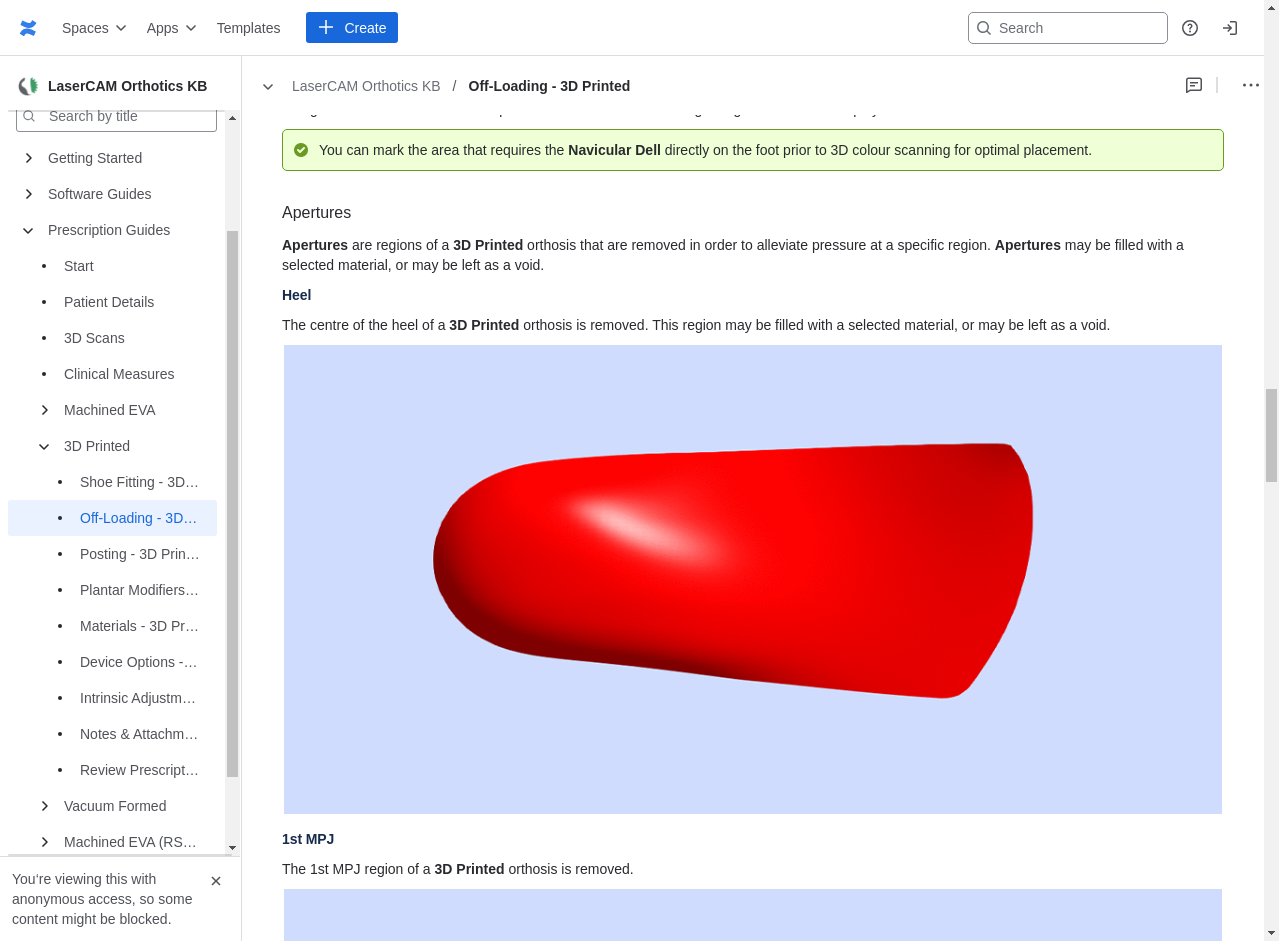 Spaces Apps Templates Create Search
LaserCAM Orthotics KB
Search by title
Getting Started
Software Guides
Prescription Guides
Start
Patient Details
3D Scans
Clinical Measures
Machined EVA
3D Printed
Shoe Fitting - 3D…
Off-Loading - 3D…
Posting - 3D Prin…
Plantar Modifiers…
Materials - 3D Pr…
Device Options -…
Intrinsic Adjustm…
Notes & Attachm…
Review Prescript…
Vacuum Formed
Machined EVA (RS…
You're viewing this with
anonymous access, so some
content might be blocked.
LaserCAM Orthotics KB / Off-Loading - 3D Printed
You can mark the area that requires the Navicular Dell directly on the foot prior to 3D colour scanning for optimal placement.
Apertures
Apertures are regions of a 3D Printed orthosis that are removed in order to alleviate pressure at a specific region. Apertures may be filled with a
selected material, or may be left as a void.
Heel
The centre of the heel of a 3D Printed orthosis is removed. This region may be filled with a selected material, or may be left as a void.
1st MPJ
The 1st MPJ region of a 3D Printed orthosis is removed.